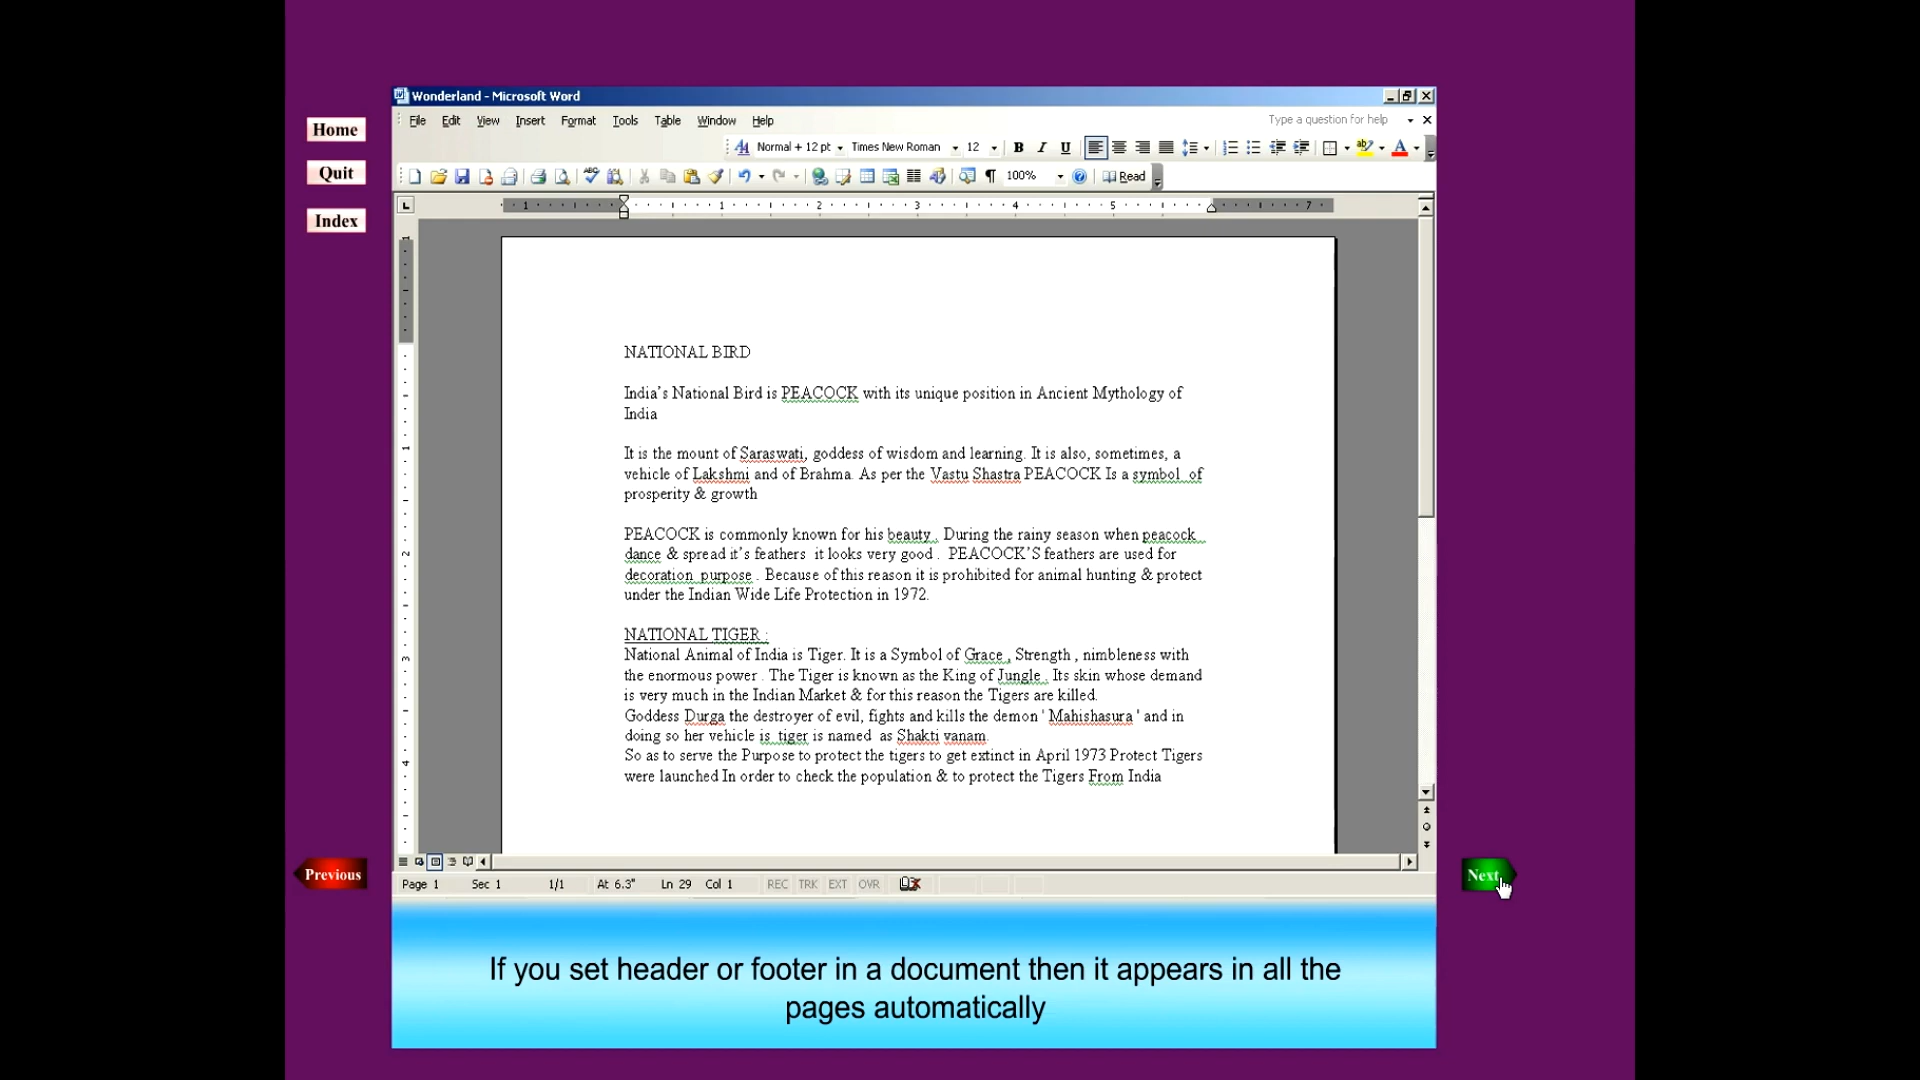 Wonderland - Microsoft Word
File Edit View Insert Format Tools Table Window Help
Type a question for help
Normal + 12 pt Times New Roman 12 B I U
100% Read
1 1 2 3 4 5 7
Home
Quit
Index
NATIONAL BIRD
India's National Bird is PEACOCK with its unique position in Ancient Mythology of
India
It is the mount of Saraswati, goddess of wisdom and learning. It is also, sometimes, a
vehicle of Lakshmi and of Brahma. As per the Vastu Shastra PEACOCK Is a symbol  of
prosperity & growth
PEACOCK is commonly known for his beauty . During the rainy season when peacock
dance & spread it's feathers  it looks very good .  PEACOCK'S feathers are used for
decoration  purpose . Because of this reason it is prohibited for animal hunting & protect
under the Indian Wide Life Protection in 1972.
NATIONAL TIGER :
National Animal of India is Tiger. It is a Symbol of Grace , Strength , nimbleness with
the enormous power . The Tiger is known as the King of Jungle . Its skin whose demand
is very much in the Indian Market & for this reason the Tigers are killed.
Goddess Durga the destroyer of evil, fights and kills the demon ' Mahishasura ' and in
doing so her vehicle is  tiger is named  as Shakti vanam.
So as to serve the Purpose to protect the tigers to get extinct in April 1973 Protect Tigers
were launched In order to check the population & to protect the Tigers From India
1
2
3
4
Previous
Next
Page 1 Sec 1 1/1 At 6.3" Ln 29 Col 1 REC TRK EXT OVR
If you set header or footer in a document then it appears in all the
pages automatically